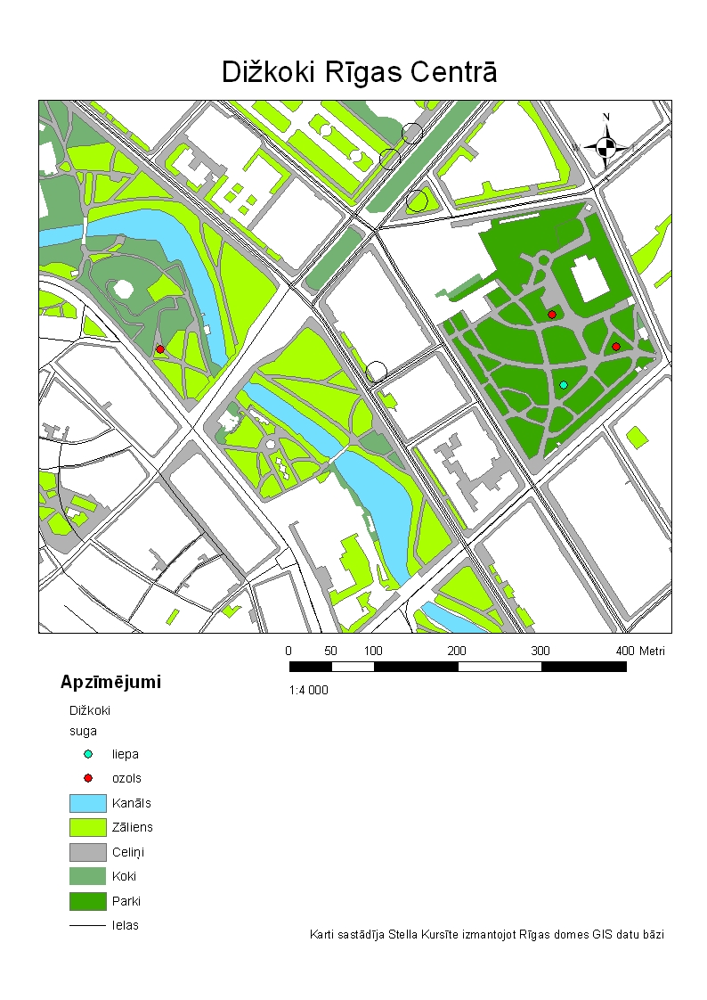 Dižkoki Rīgas Centrā
N
W
0 50 100 200 300 400 Metri
1:4 000
Apzīmējumi
Dižkoki
suga
liepa
ozols
Kanāls
Zāliens
Celiņi
Koki
Parki
Ielas
Karti sastādīja Stella Kursīte izmantojot Rīgas domes GIS datu bāzi